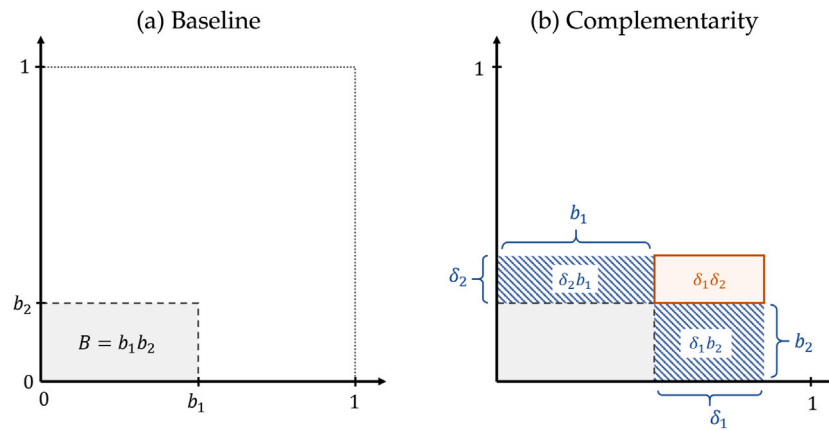 (a) Baseline
1
b₂
B = b₁b₂
0
0
b₁
1
(b) Complementarity
1
b₁
δ₂
δ₂b₁
δ₁δ₂
δ₁b₂
b₂
1
δ₁